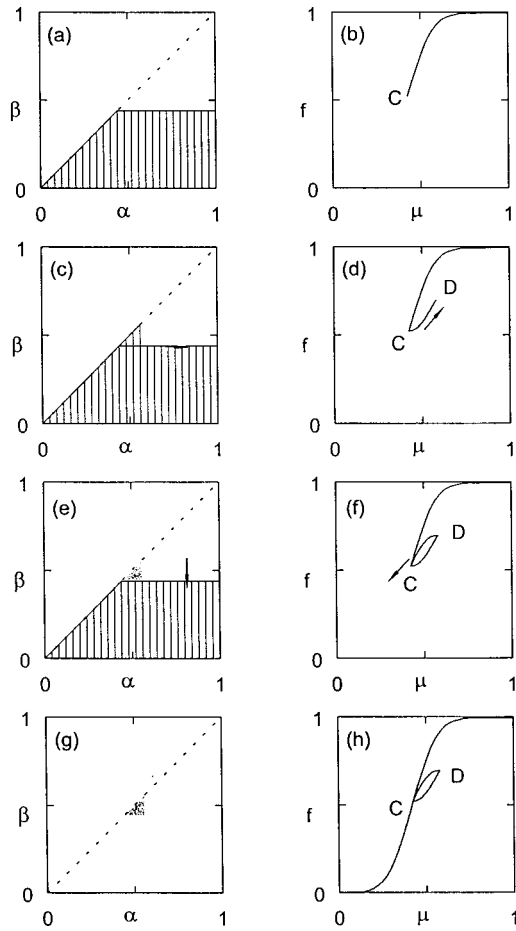 1 (a) β 0 0 α 1
1 (b) f C 0 0 μ 1
1 (c) β 0 0 α 1
1 (d) f D C 0 0 μ 1
1 (e) β 0 0 α 1
1 (f) f D C 0 0 μ 1
1 (g) β 0 0 α 1
1 (h) f D C 0 0 μ 1